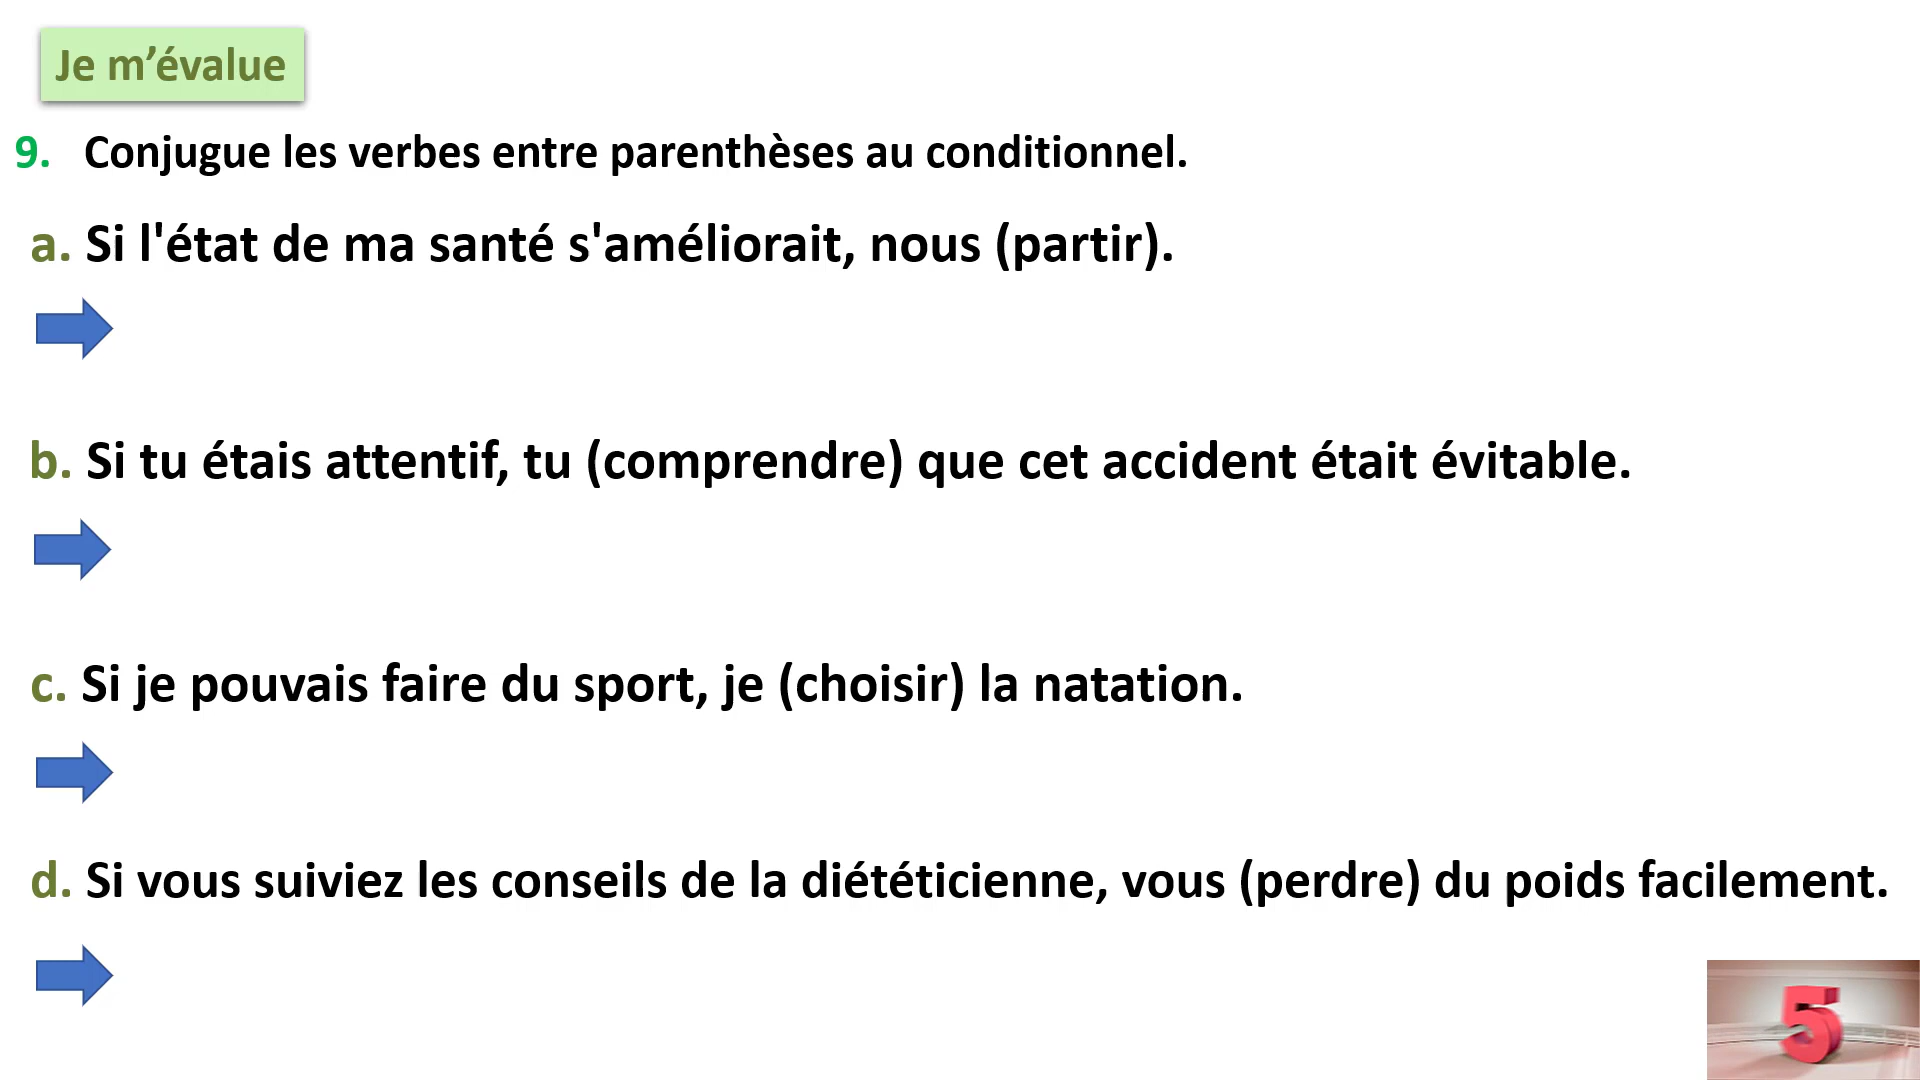 Je m’évalue
9. Conjugue les verbes entre parenthèses au conditionnel.
a. Si l'état de ma santé s'améliorait, nous (partir).
b. Si tu étais attentif, tu (comprendre) que cet accident était évitable.
c. Si je pouvais faire du sport, je (choisir) la natation.
d. Si vous suiviez les conseils de la diététicienne, vous (perdre) du poids facilement.
5